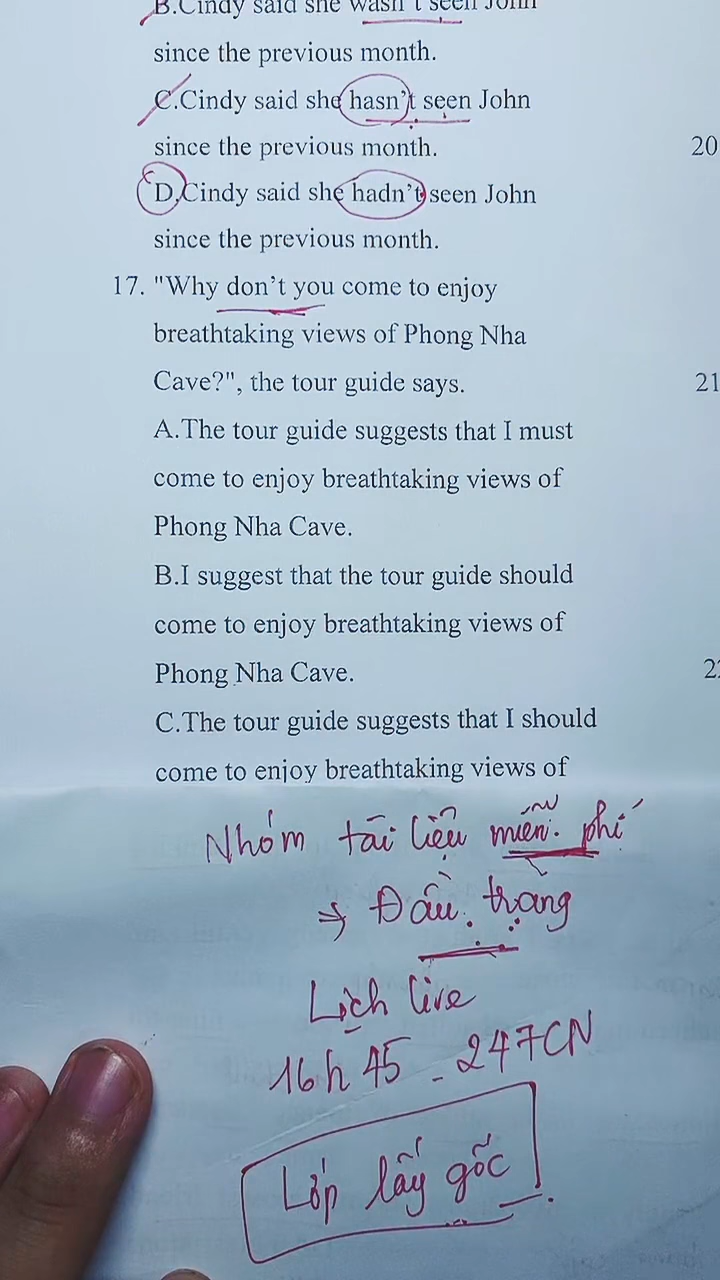 B.Cindy said she wasn't seen John
since the previous month.
C.Cindy said she hasn't seen John
since the previous month.
20
D.Cindy said she hadn't seen John
since the previous month.
17. "Why don't you come to enjoy
breathtaking views of Phong Nha
Cave?", the tour guide says.
21
A.The tour guide suggests that I must
come to enjoy breathtaking views of
Phong Nha Cave.
B.I suggest that the tour guide should
come to enjoy breathtaking views of
Phong Nha Cave.
C.The tour guide suggests that I should
come to enjoy breathtaking views of
Nhóm tài liệu miễn phí
⇒ Đầu trang
Lịch live
16h45 - 247CN
Lớp lấy gốc